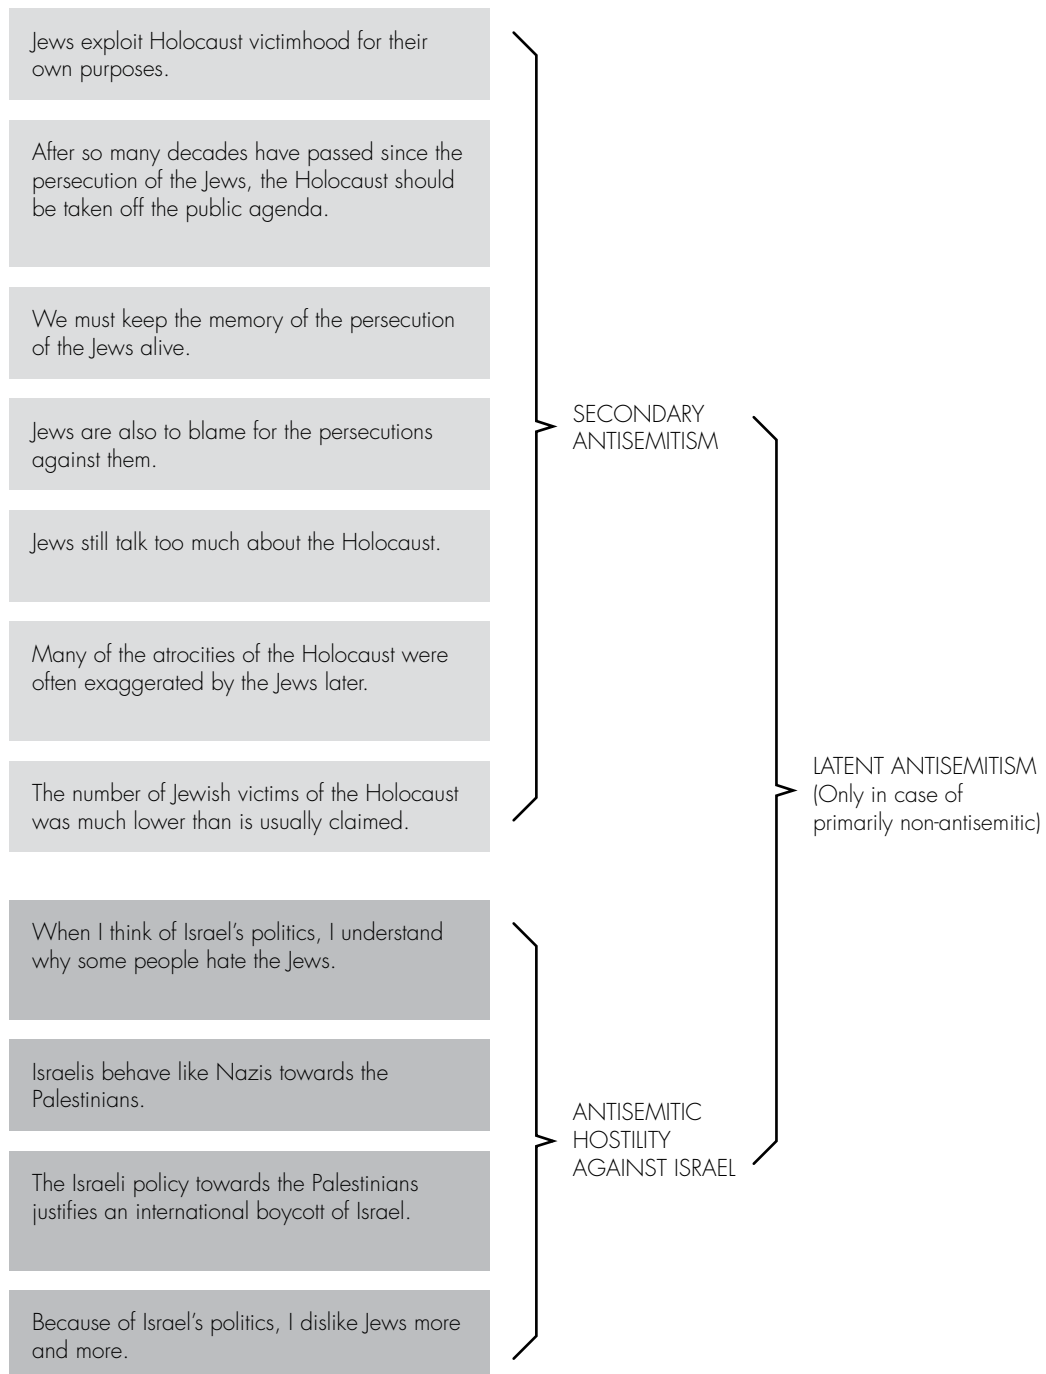 Jews exploit Holocaust victimhood for their
own purposes.
After so many decades have passed since the
persecution of the Jews, the Holocaust should
be taken off the public agenda.
We must keep the memory of the persecution
of the Jews alive.
Jews are also to blame for the persecutions
against them.
Jews still talk too much about the Holocaust.
Many of the atrocities of the Holocaust were
often exaggerated by the Jews later.
The number of Jewish victims of the Holocaust
was much lower than is usually claimed.
SECONDARY
ANTISEMITISM
When I think of Israel’s politics, I understand
why some people hate the Jews.
Israelis behave like Nazis towards the
Palestinians.
The Israeli policy towards the Palestinians
justifies an international boycott of Israel.
Because of Israel’s politics, I dislike Jews more
and more.
ANTISEMITIC
HOSTILITY
AGAINST ISRAEL
LATENT ANTISEMITISM
(Only in case of
primarily non-antisemitic)